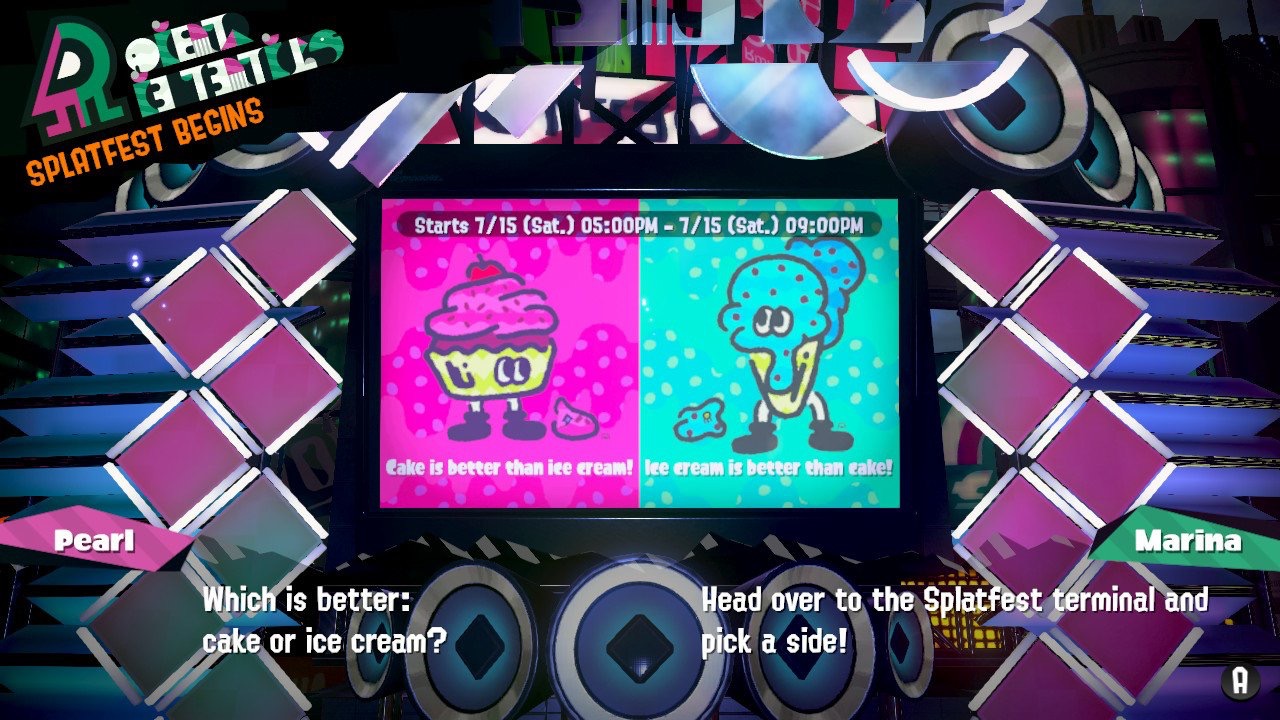 SPLATFEST BEGINS
Starts 7/15 (Sat.) 05:00PM - 7/15 (Sat.) 09:00PM
Cake is better than ice cream!
Ice cream is better than cake!
Pearl
Which is better:
cake or ice cream?
Marina
Head over to the Splatfest terminal and
pick a side!
A